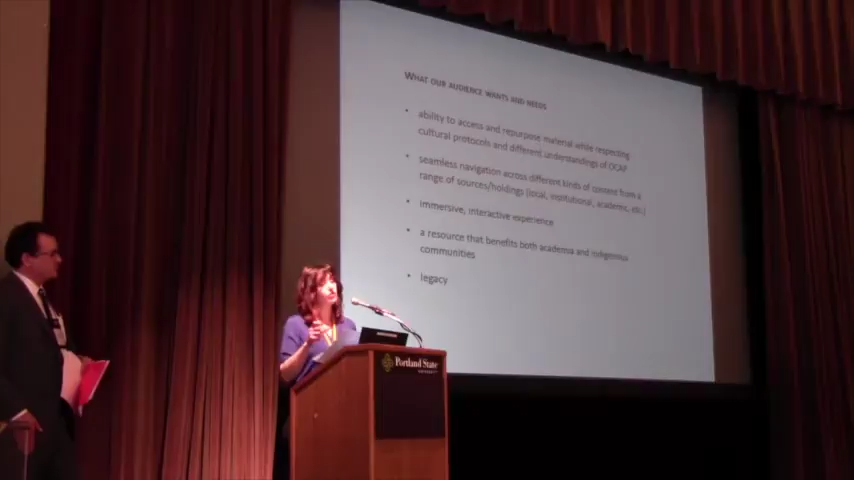 WHAT OUR AUDIENCE WANTS AND NEEDS
• ability to access and repurpose material while respecting
cultural protocols and different understandings of OCAP
• seamless navigation across different kinds of content from a
range of sources/holdings (local, institutional, academic, etc.)
• immersive, interactive experience
• a resource that benefits both academia and indigenous
communities
• legacy
Portland State
UNIVERSITY